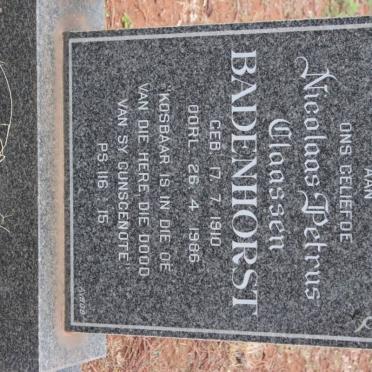 AAN
ONS GELIEFDE
Nicolaas Petrus
Claassen
BADENHORST
GEB 17. 7. 1910
OORL 26. 4. 1986
"KOSBAAR IS IN DIE OË
VAN DIE HERE DIE DOOD
VAN SY GUNSGENOTE"
PS 116 : 15